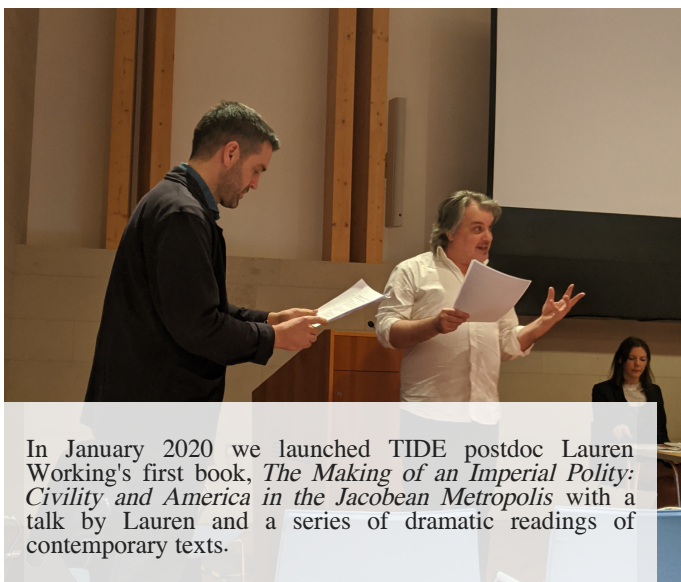 In January 2020 we launched TIDE postdoc Lauren
Working's first book, The Making of an Imperial Polity:
Civility and America in the Jacobean Metropolis with a
talk by Lauren and a series of dramatic readings of
contemporary texts.